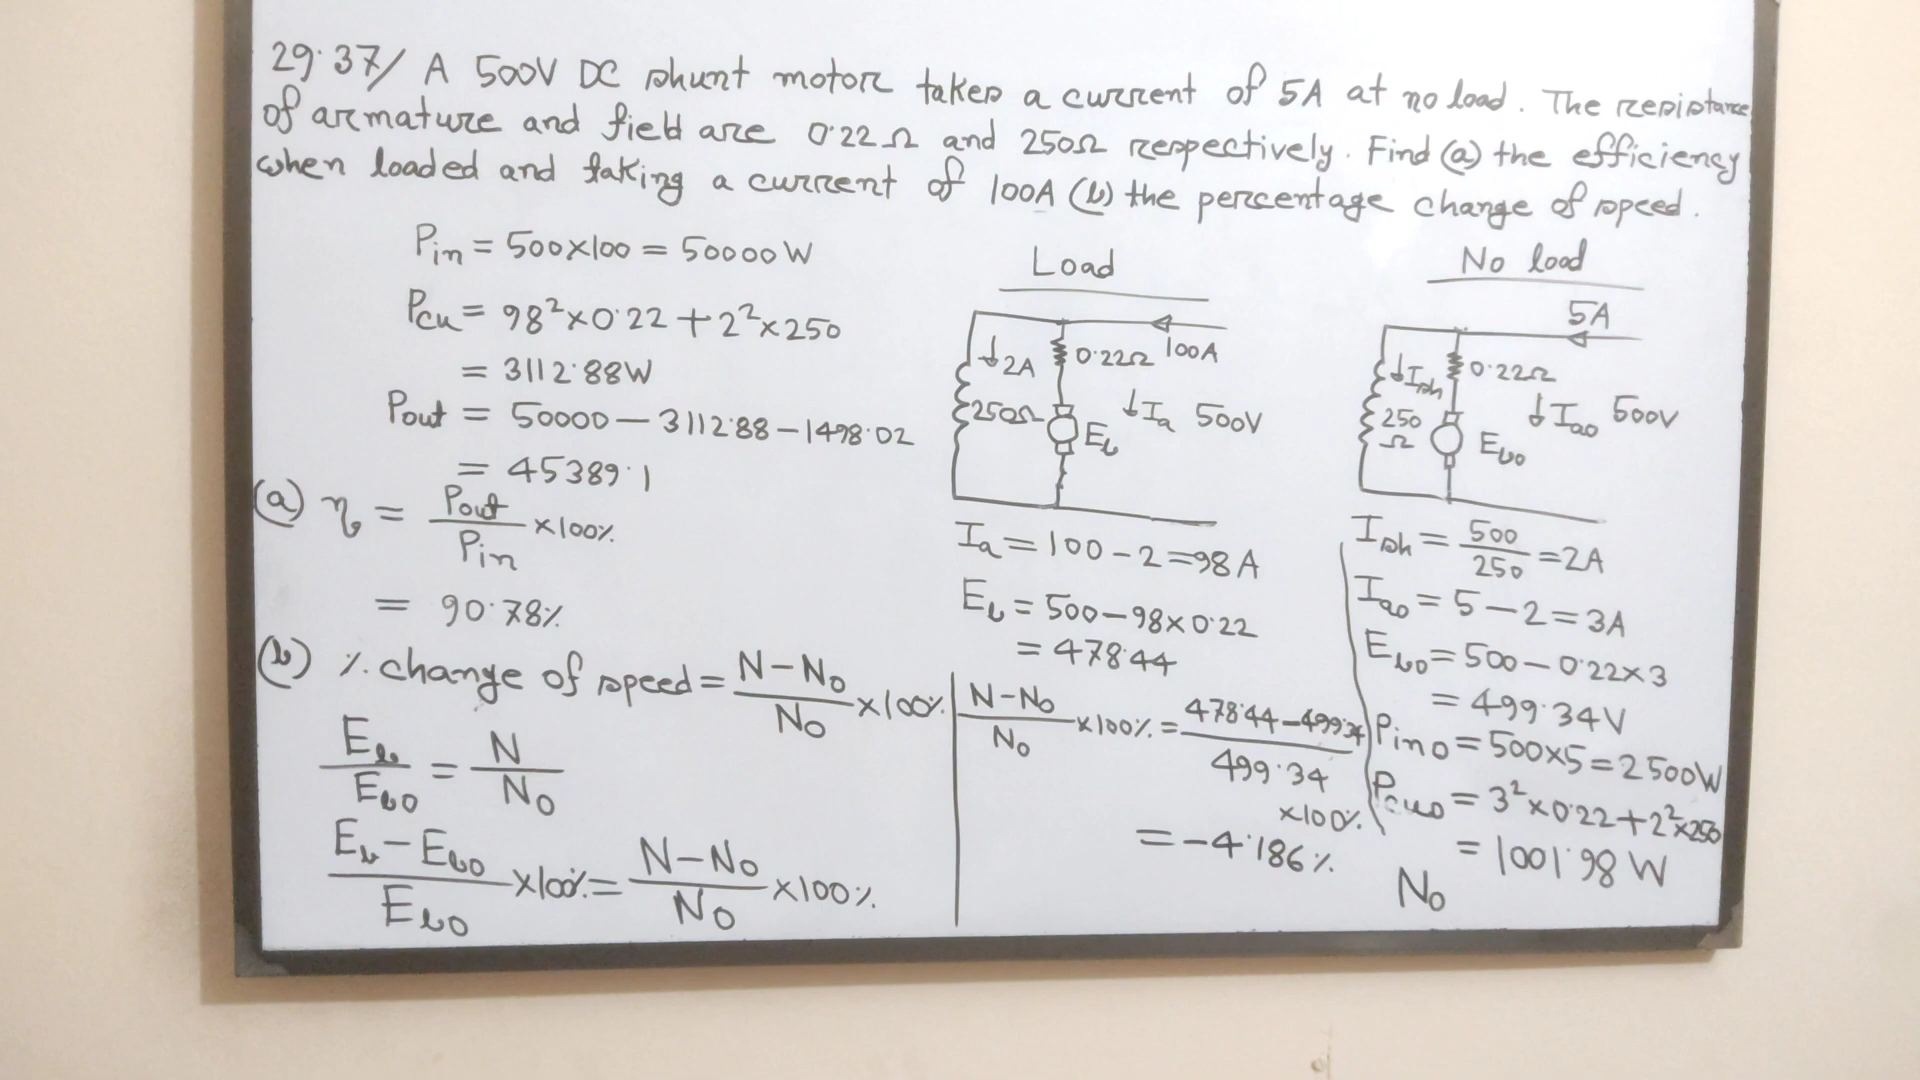 29.37/ A 500V DC shunt motor takes a current of 5A at no load. The resistance
of armature and field are 0.22Ω and 250Ω respectively. Find (a) the efficiency
when loaded and taking a current of 100A (b) the percentage change of speed.
Pin = 500×100 = 50000W
Pcu = 98²×0.22 + 2²×250
= 3112.88W
Pout = 50000 - 3112.88 - 1498.02
= 45389.1
(a) η = Pout/Pin ×100%
= 90.78%
(b) % change of speed = N-No/No ×100%
Eb/Ebo = N/No
Eb-Ebo/Ebo ×100% = N-No/No ×100%
Load
100A
2A 0.22Ω
250Ω Eb Ia 500V
Ia = 100-2 = 98A
Eb = 500-98×0.22
= 478.44
N-No/No ×100% = 478.44-499.34/499.34
×100%
= -4.186%
No load
5A
Ish 0.22Ω
250Ω Ebo Iao 500V
Ish = 500/250 = 2A
Iao = 5-2 = 3A
Ebo = 500-0.22×3
= 499.34V
Pino = 500×5 = 2500W
Pcuo = 3²×0.22+2²×250
= 1001.98W
No